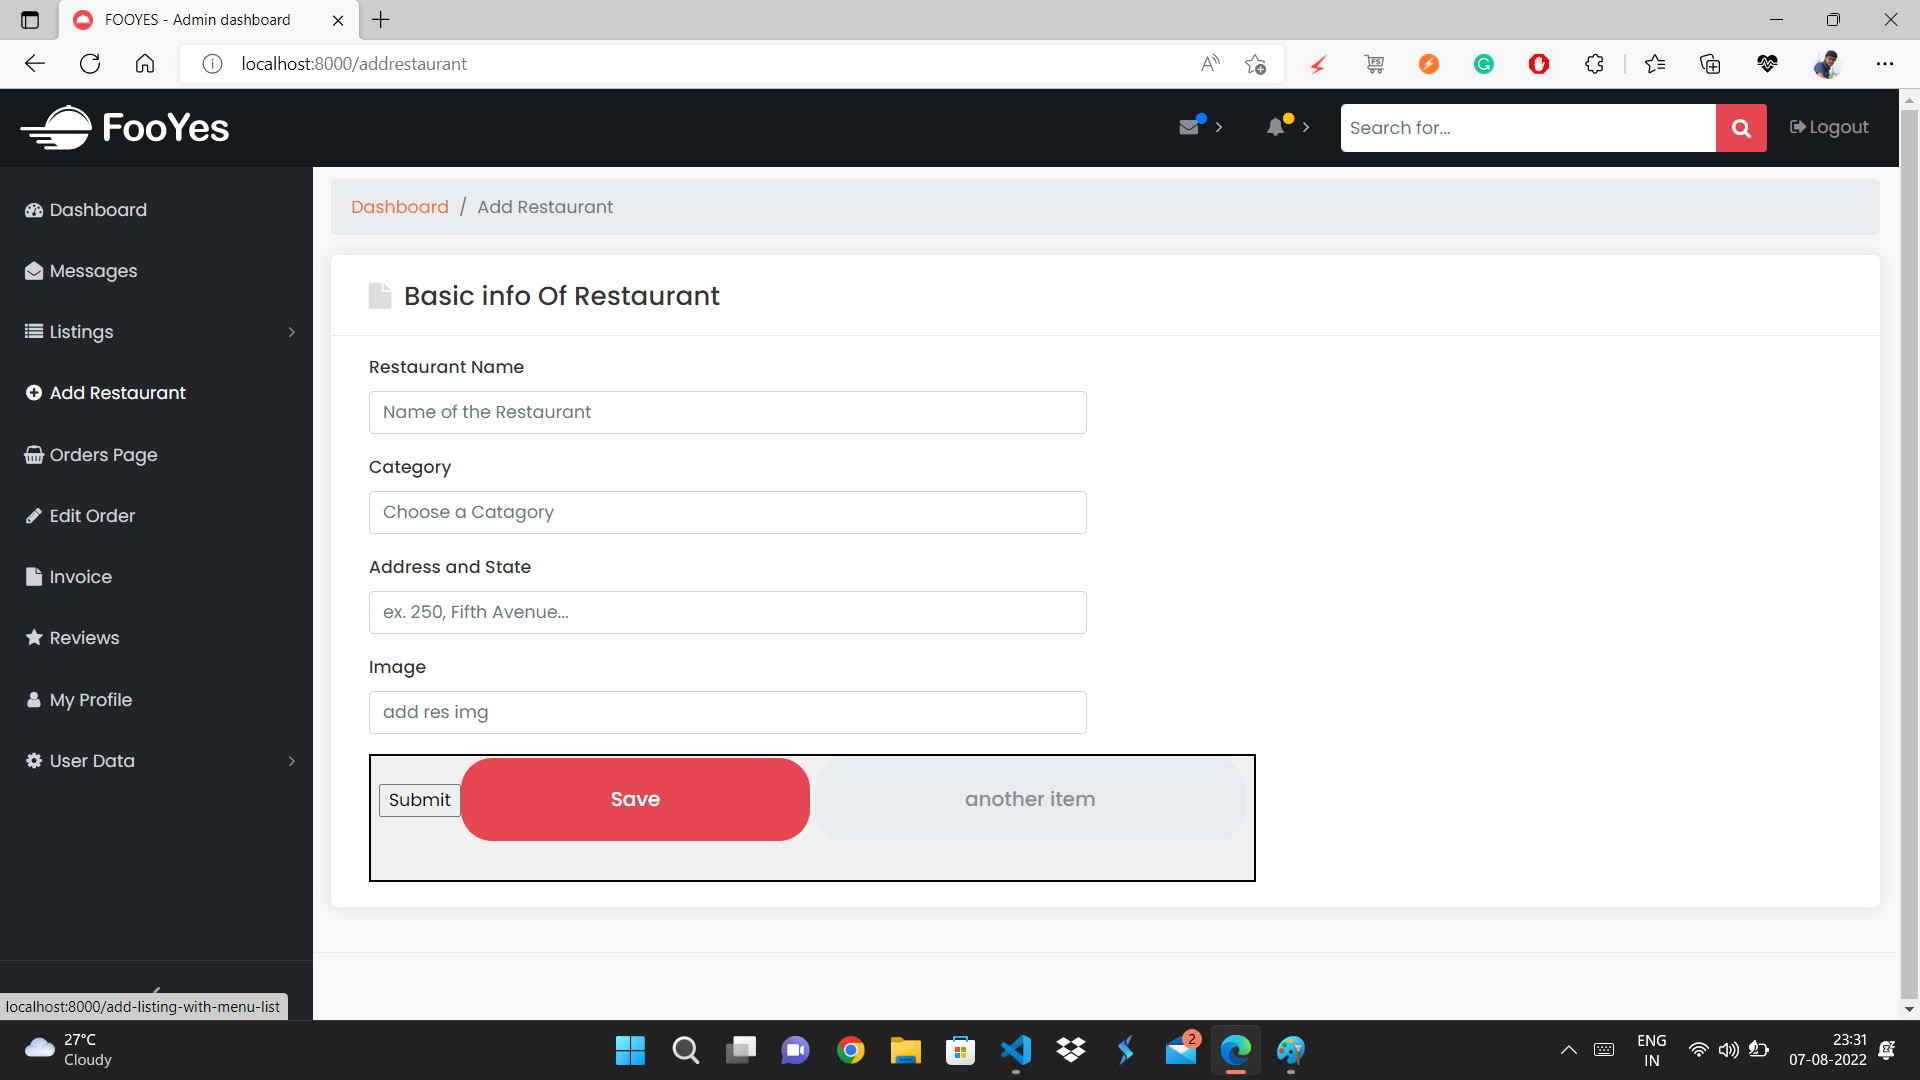 FOOYES - Admin dashboard
localhost:8000/addrestaurant
FooYes
Search for...
Logout
Dashboard
Messages
Listings
Add Restaurant
Orders Page
Edit Order
Invoice
Reviews
My Profile
User Data
Dashboard / Add Restaurant
Basic info Of Restaurant
Restaurant Name
Name of the Restaurant
Category
Choose a Catagory
Address and State
ex. 250, Fifth Avenue...
Image
add res img
Submit
Save
another item
localhost:8000/add-listing-with-menu-list
27°C
Cloudy
2
ENG
IN
23:31
07-08-2022